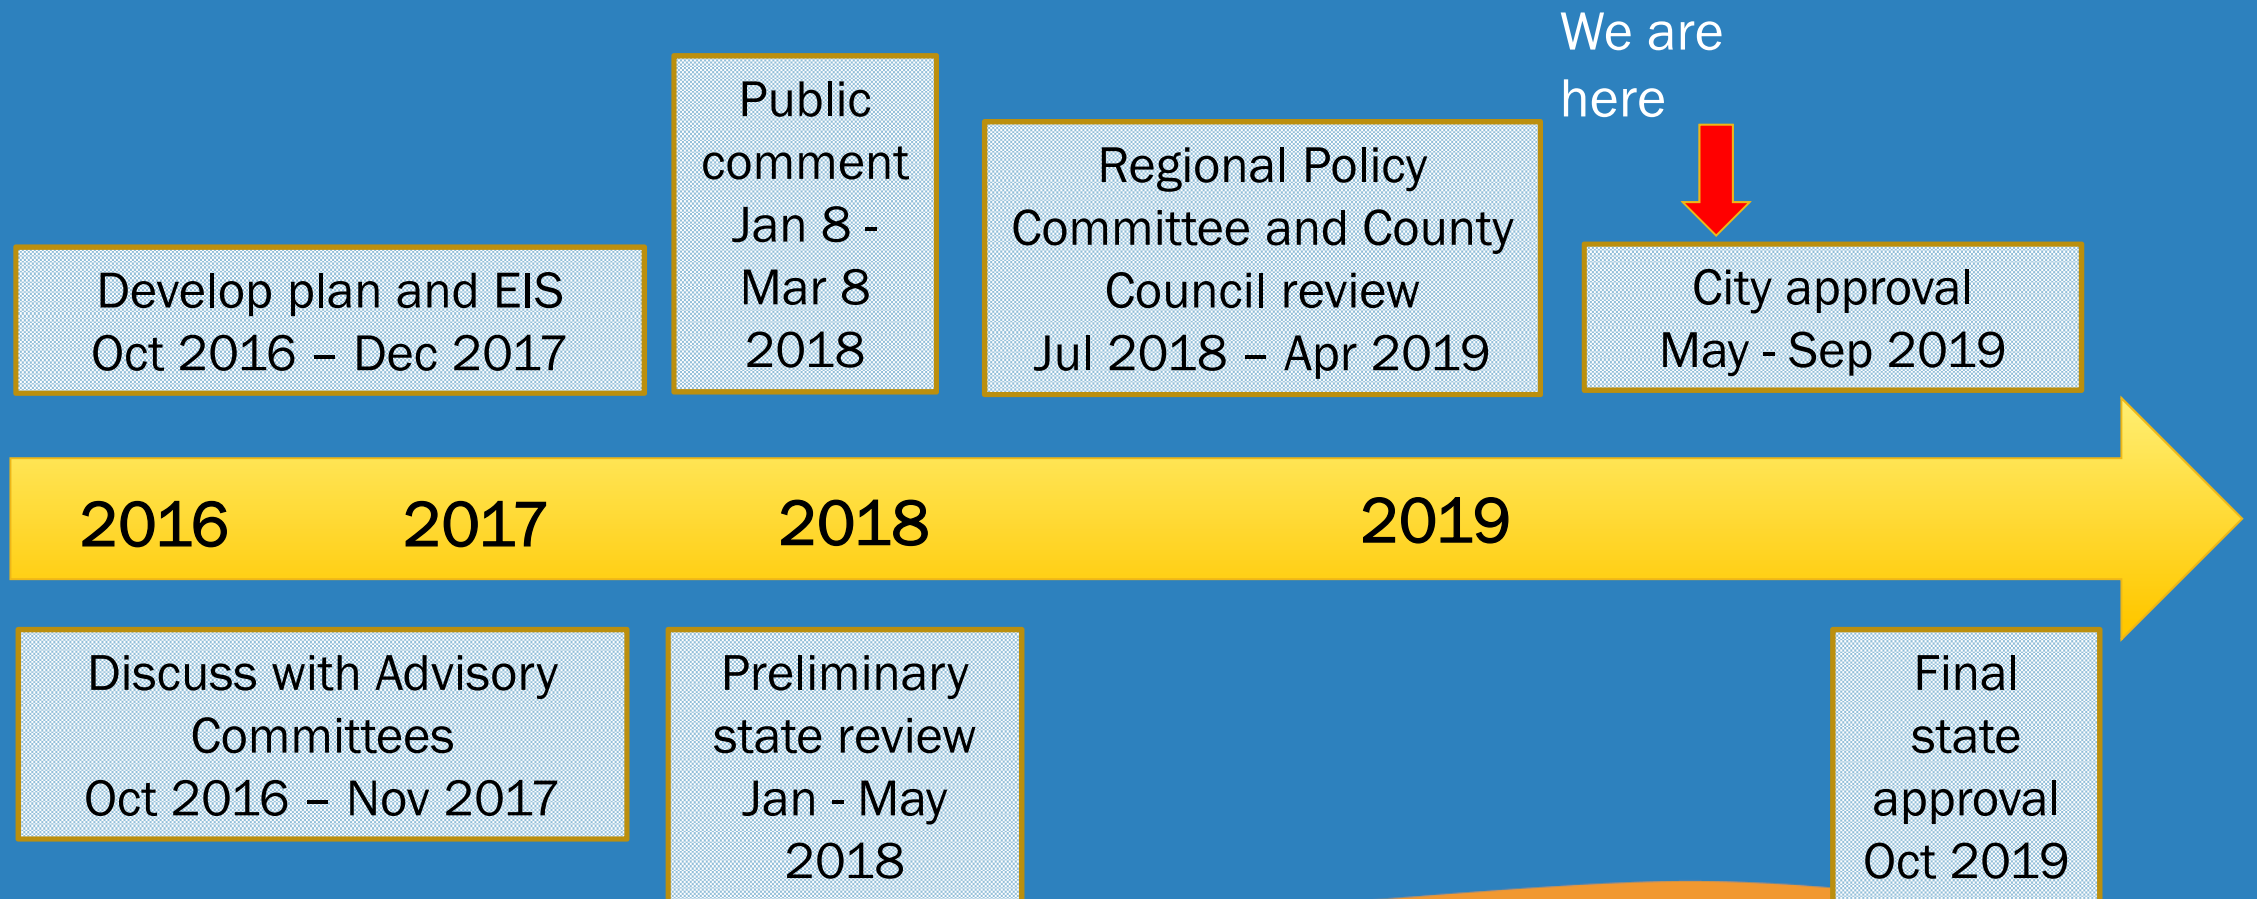 We are
here
Public
comment
Jan 8 -
Mar 8
2018
Regional Policy
Committee and County
Council review
Jul 2018 – Apr 2019
Develop plan and EIS
Oct 2016 – Dec 2017
City approval
May - Sep 2019
2016 2017 2018 2019
Discuss with Advisory
Committees
Oct 2016 – Nov 2017
Preliminary
state review
Jan - May
2018
Final
state
approval
Oct 2019